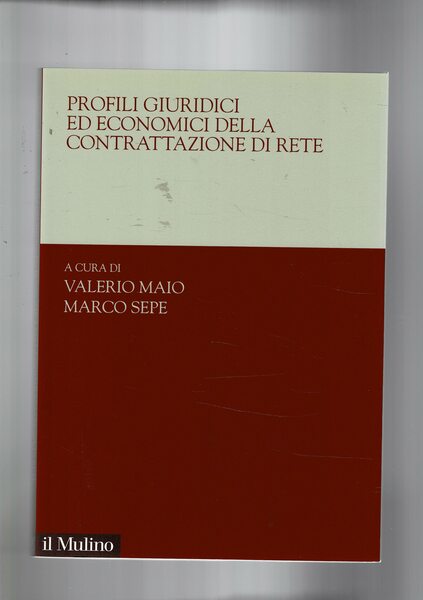 PROFILI GIURIDICI
ED ECONOMICI DELLA
CONTRATTAZIONE DI RETE
A CURA DI
VALERIO MAIO
MARCO SEPE
il Mulino